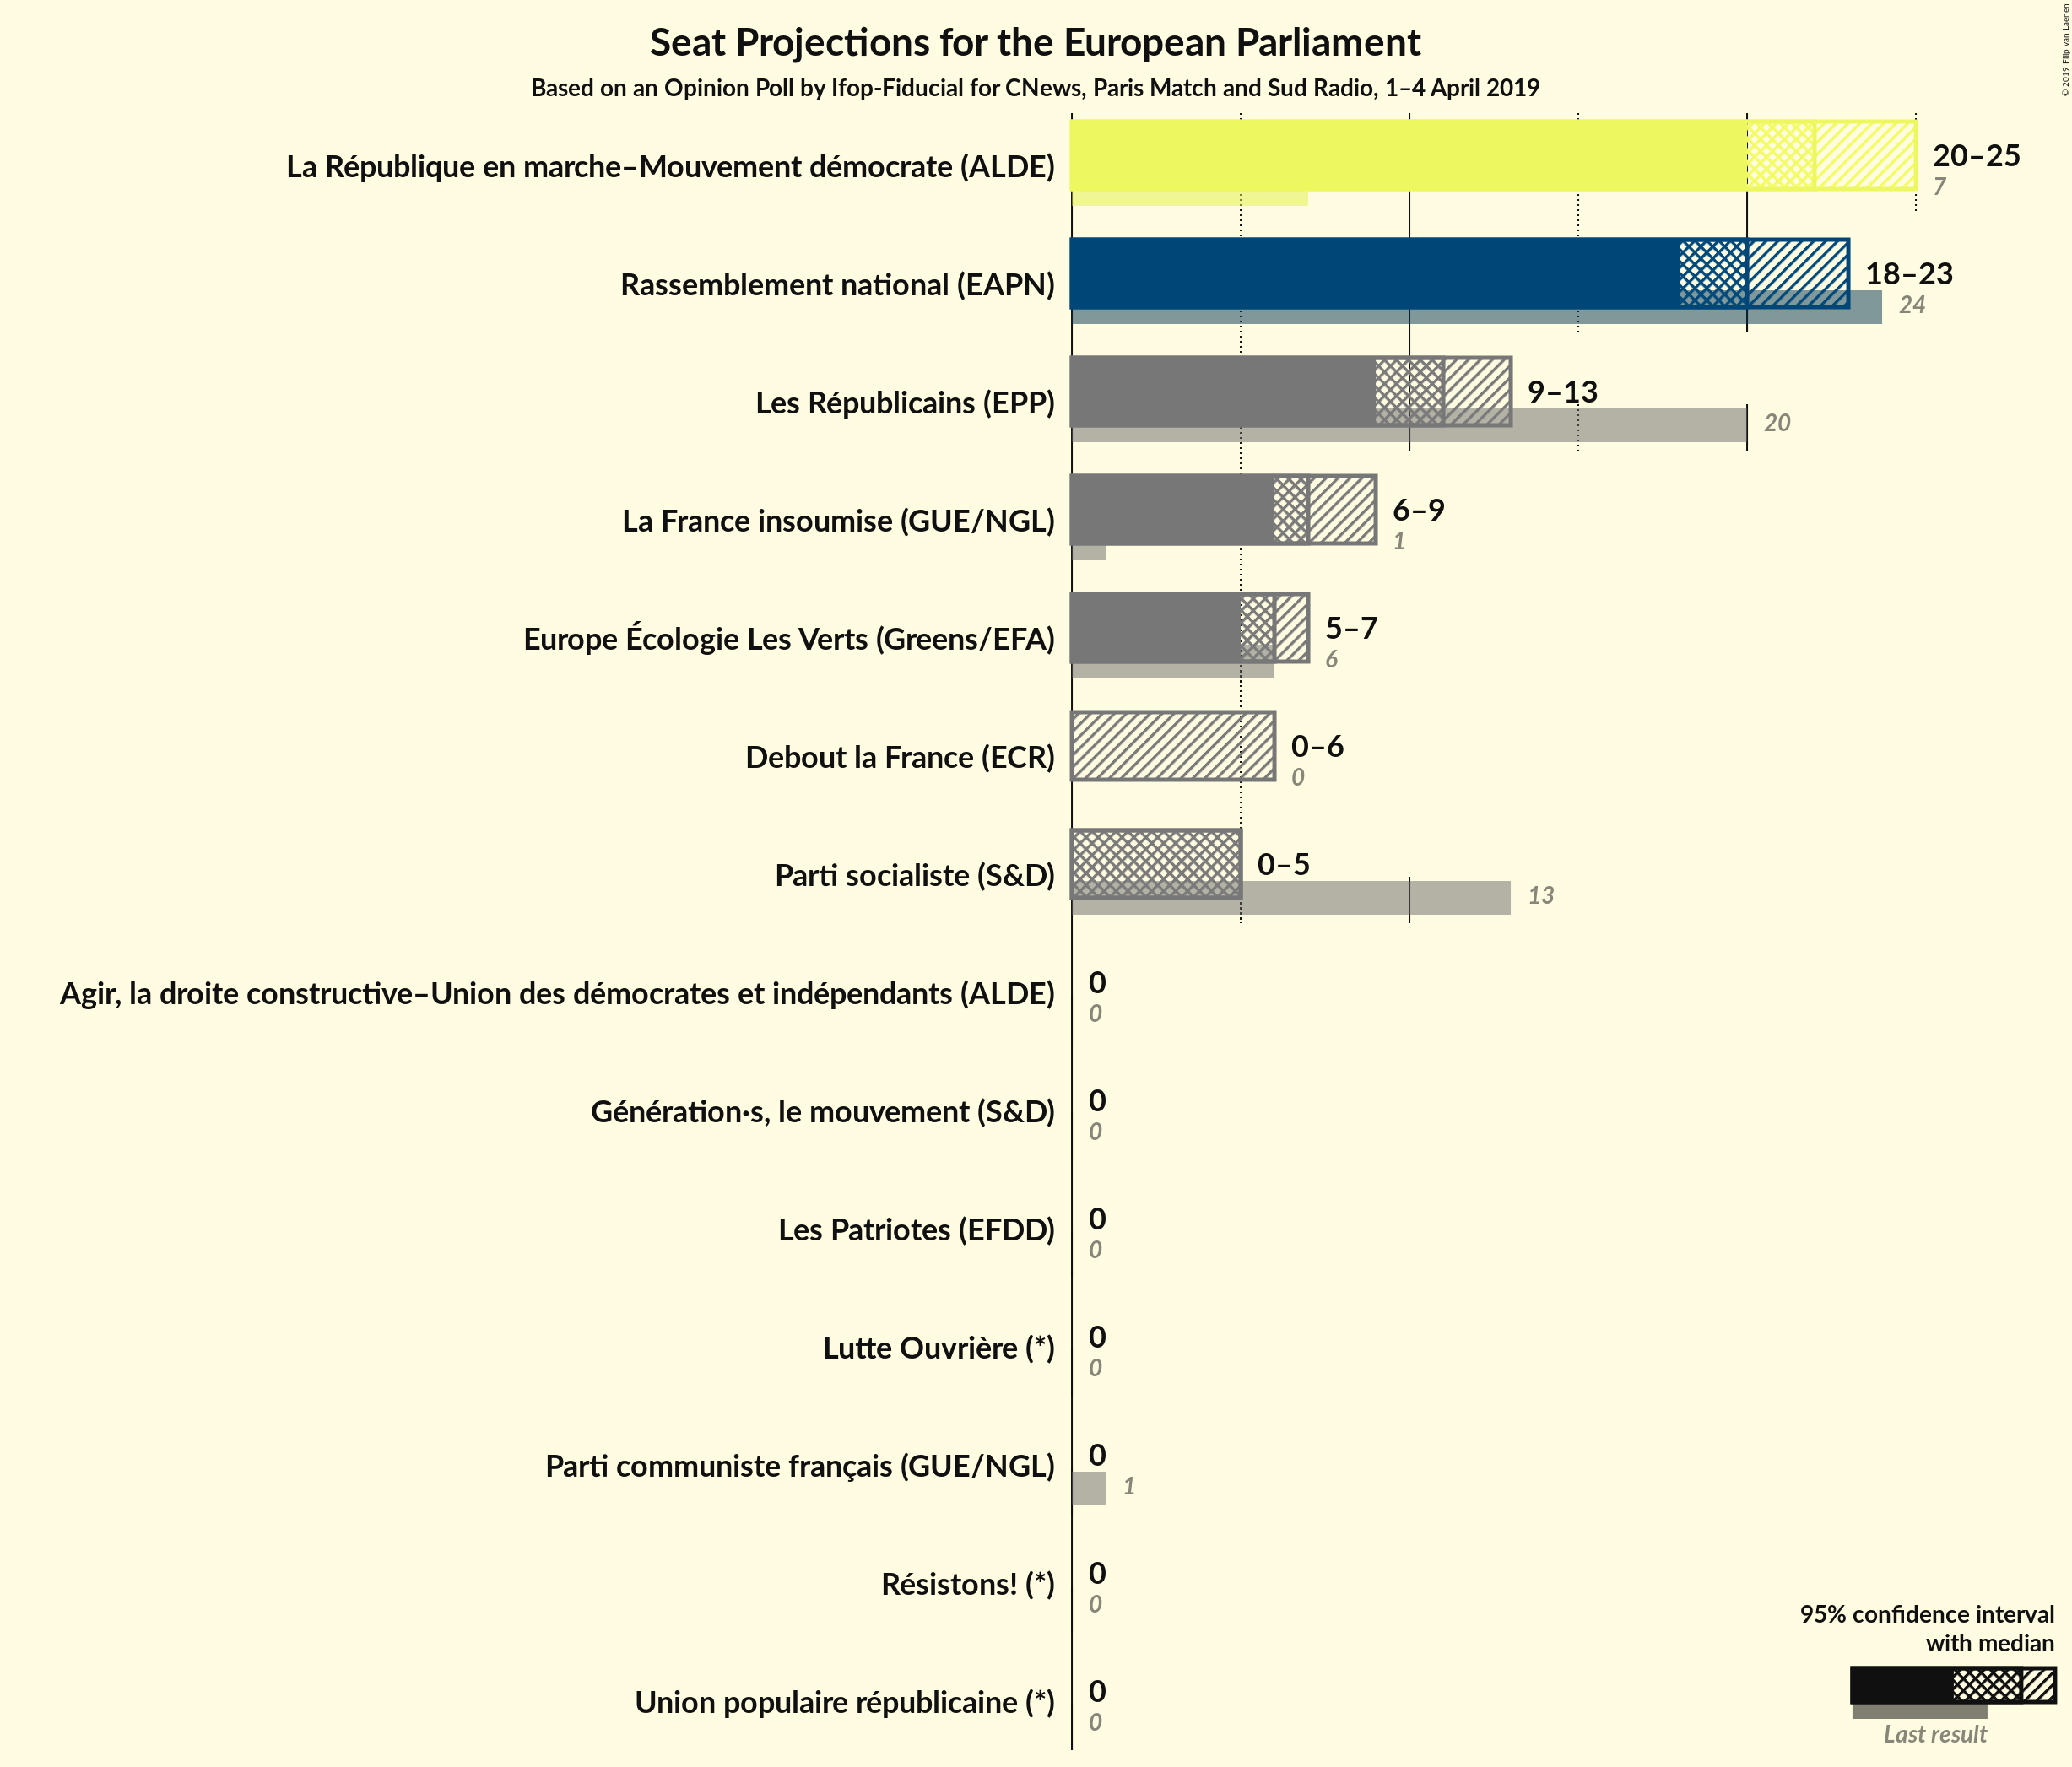 Seat Projections for the European Parliament
Based on an Opinion Poll by Ifop-Fiducial for CNews, Paris Match and Sud Radio, 1–4 April 2019
© 2019 Filip van Laenen
La République en marche–Mouvement démocrate (ALDE)
20–25
7
Rassemblement national (EAPN)
18–23
24
Les Républicains (EPP)
9–13
20
La France insoumise (GUE/NGL)
6–9
1
Europe Écologie Les Verts (Greens/EFA)
5–7
6
Debout la France (ECR)
0–6
0
Parti socialiste (S&D)
0–5
13
Agir, la droite constructive–Union des démocrates et indépendants (ALDE)
0
0
Génération·s, le mouvement (S&D)
0
0
Les Patriotes (EFDD)
0
0
Lutte Ouvrière (*)
0
0
Parti communiste français (GUE/NGL)
0
1
Résistons! (*)
0
0
Union populaire républicaine (*)
0
0
95% confidence interval
with median
Last result